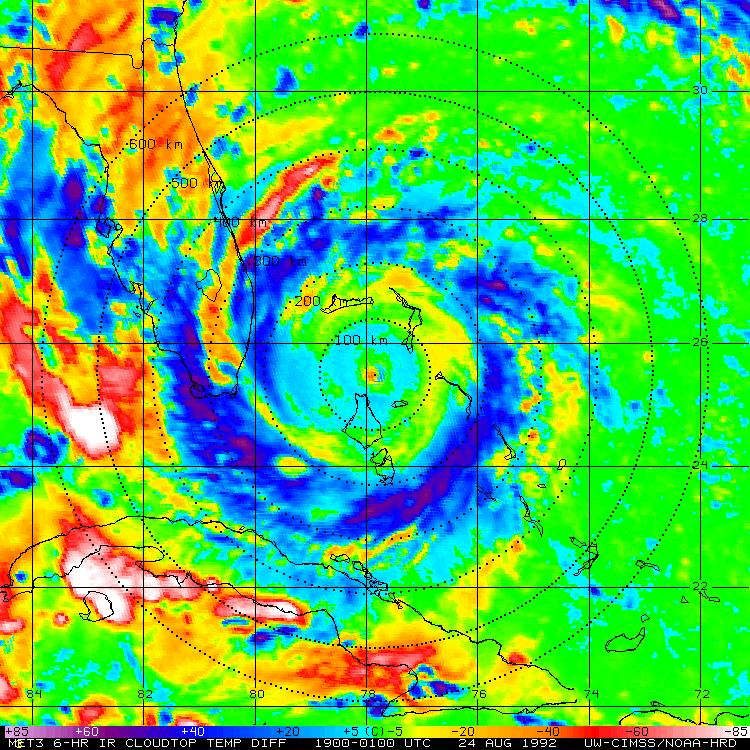 30
600 km
500 km
28
400 km
300 km
200 km
26
100 km
24
22
84 82 80 78 76 74 72
+85 +60 +40 +20 +5(C)-5 -20 -40 -60 -85
MET3 6-HR IR CLOUDTOP TEMP DIFF 1900-0100 UTC 24 AUG 1992 UW-CIMSS>NOAA-HRD